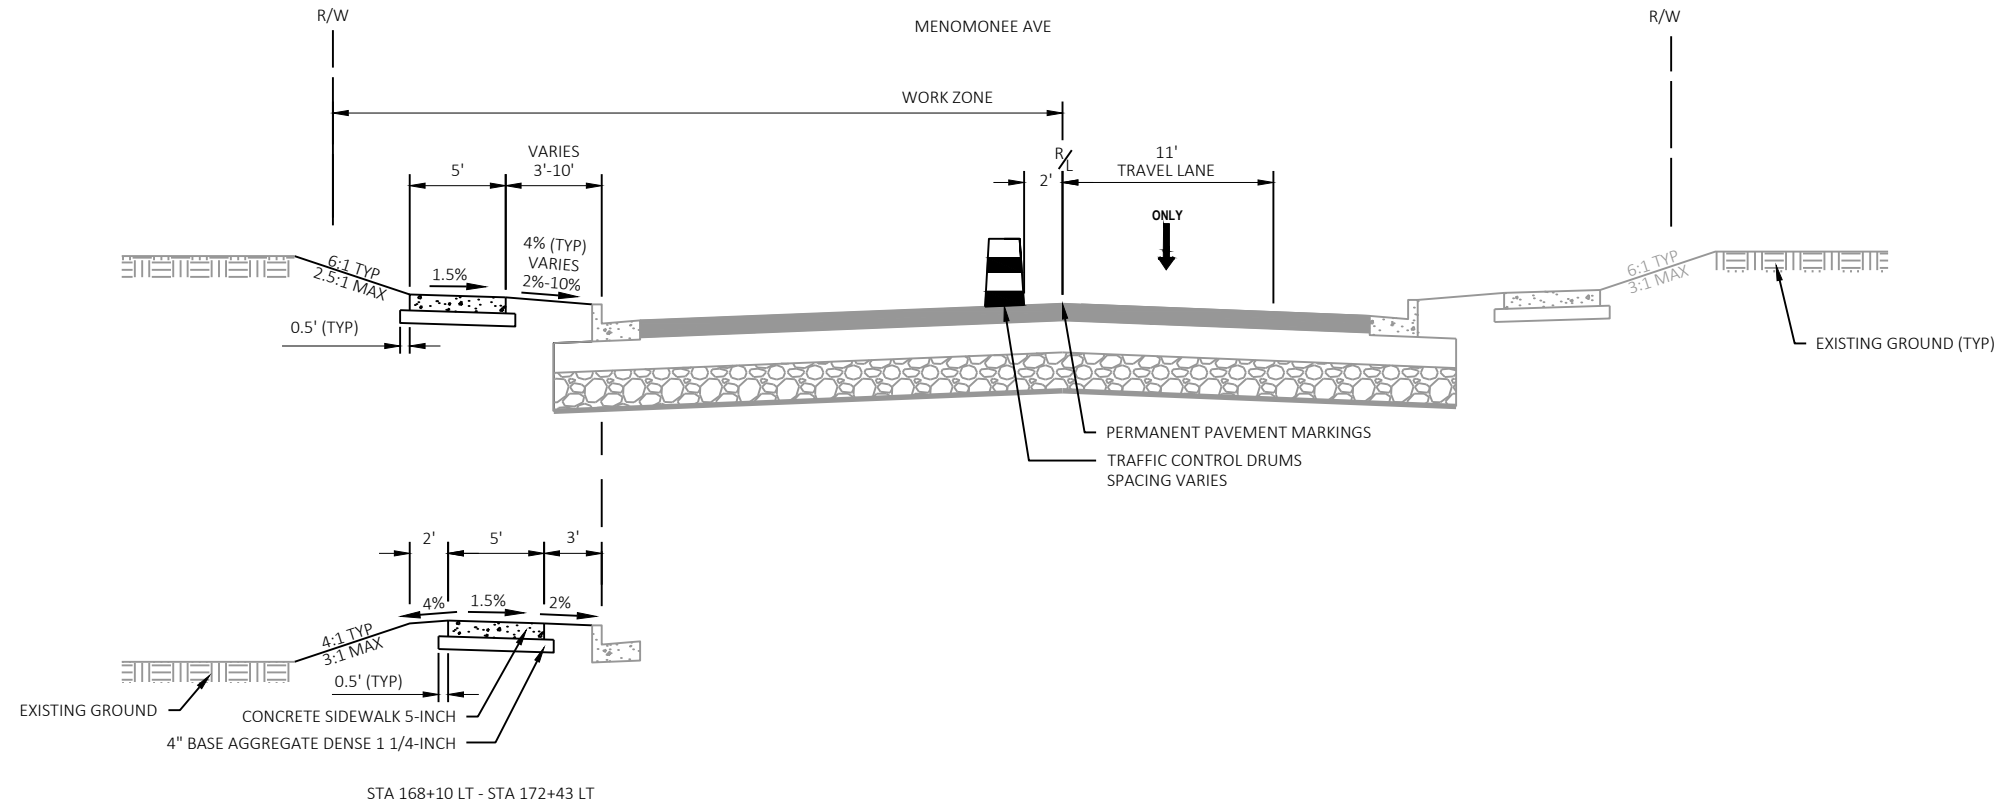 R/W
MENOMONEE AVE
R/W
WORK ZONE
5'
VARIES
3'-10'
R/L
2'
11'
TRAVEL LANE
ONLY
6:1 TYP
2.5:1 MAX
1.5%
4% (TYP)
VARIES
2%-10%
6:1 TYP
3:1 MAX
0.5' (TYP)
EXISTING GROUND (TYP)
PERMANENT PAVEMENT MARKINGS
TRAFFIC CONTROL DRUMS
SPACING VARIES
2'
5'
3'
4%
1.5%
2%
4:1 TYP
3:1 MAX
0.5' (TYP)
EXISTING GROUND
CONCRETE SIDEWALK 5-INCH
4" BASE AGGREGATE DENSE 1 1/4-INCH
STA 168+10 LT - STA 172+43 LT